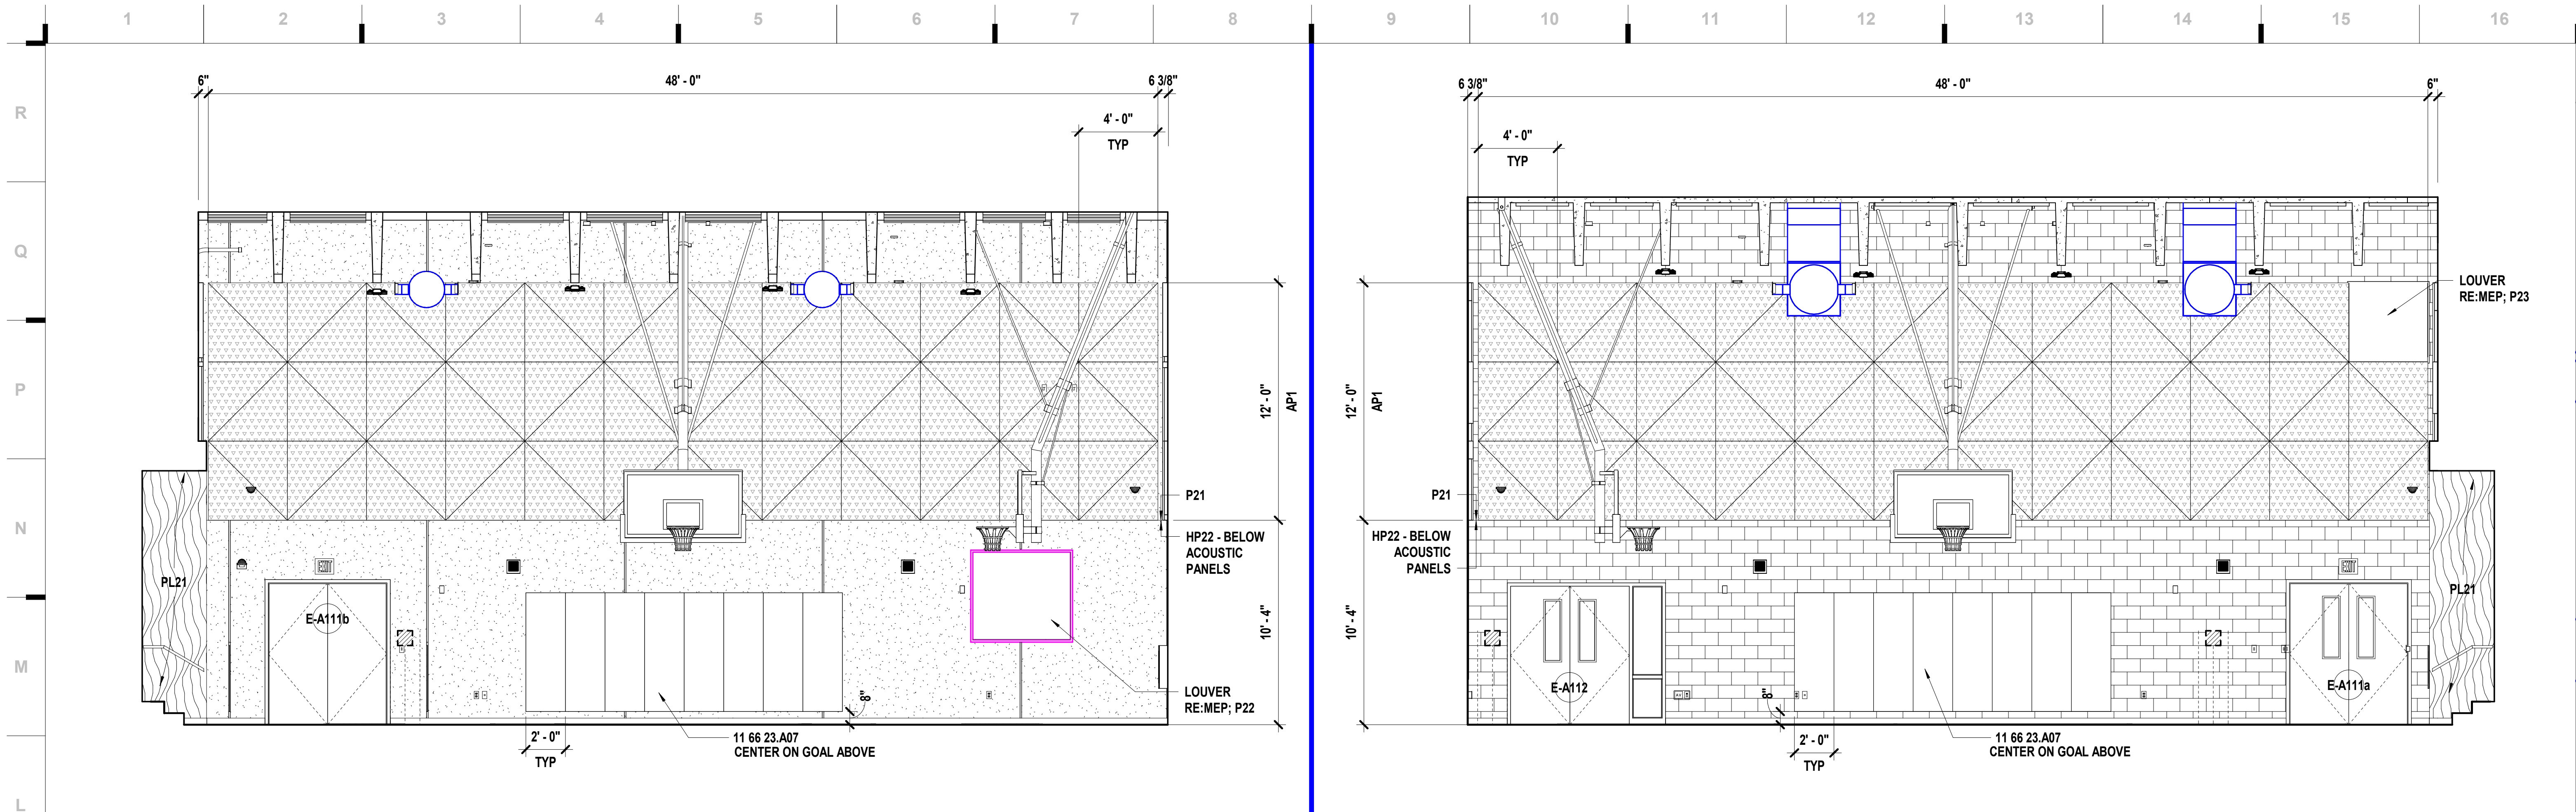 1 2 3 4 5 6 7 8 9 10 11 12 13 14 15 16
R
Q
P
N
M
L
6"
48' - 0"
6 3/8"
4' - 0"
TYP
12' - 0"
AP1
P21
HP22 - BELOW
ACOUSTIC
PANELS
10' - 4"
PL21
EXIT
E-A111b
LOUVER
RE:MEP; P22
8"
2' - 0"
TYP
11 66 23.A07
CENTER ON GOAL ABOVE
6 3/8"
48' - 0"
6"
4' - 0"
TYP
LOUVER
RE:MEP; P23
12' - 0"
AP1
P21
HP22 - BELOW
ACOUSTIC
PANELS
10' - 4"
EXIT
PL21
E-A112
E-A111a
8"
2' - 0"
TYP
11 66 23.A07
CENTER ON GOAL ABOVE